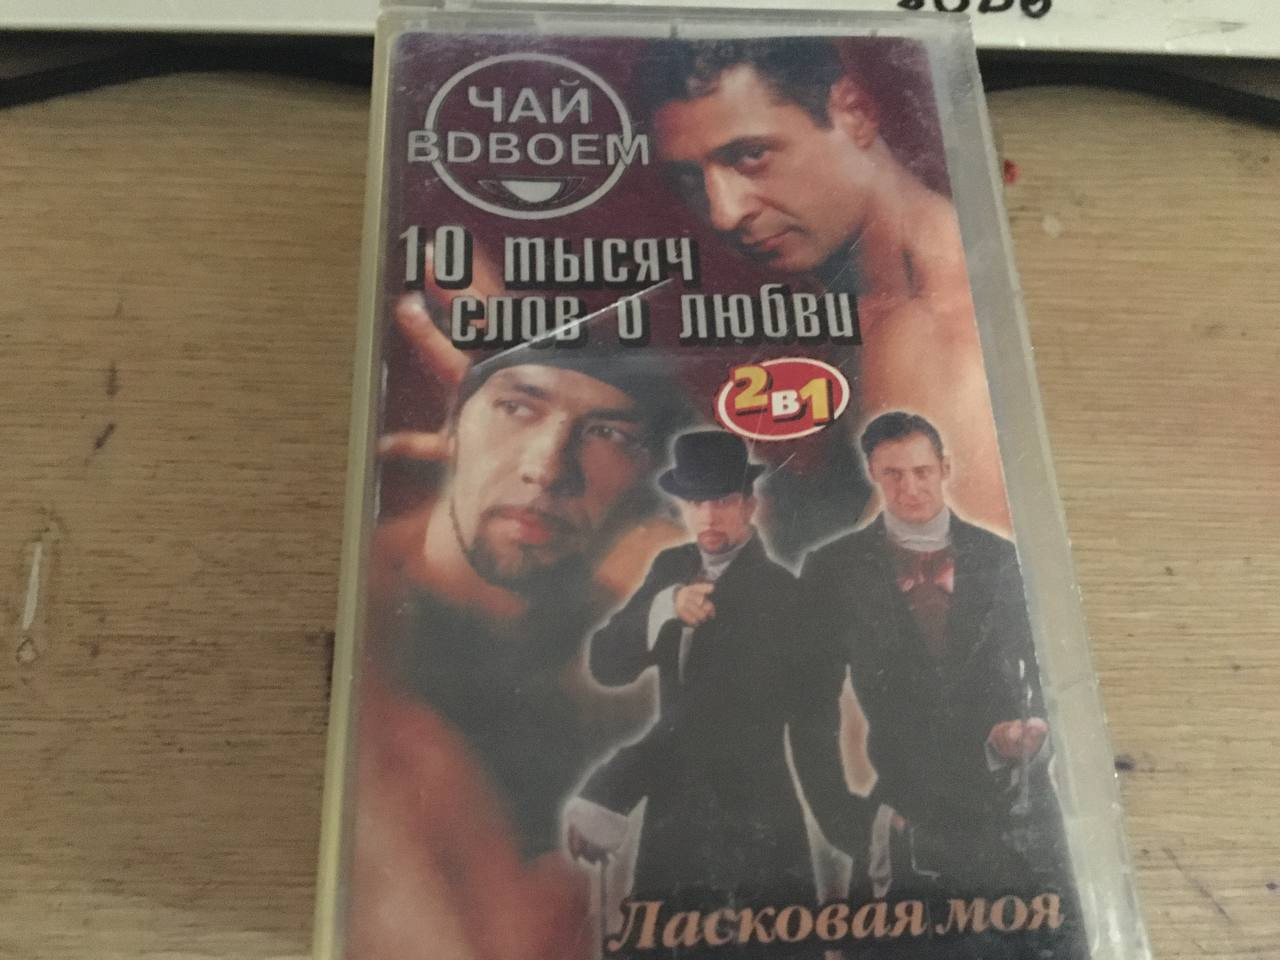 ЧАЙ
ВDВОЕМ
10 тысяч
слов о любви
2в1
Ласковая моя